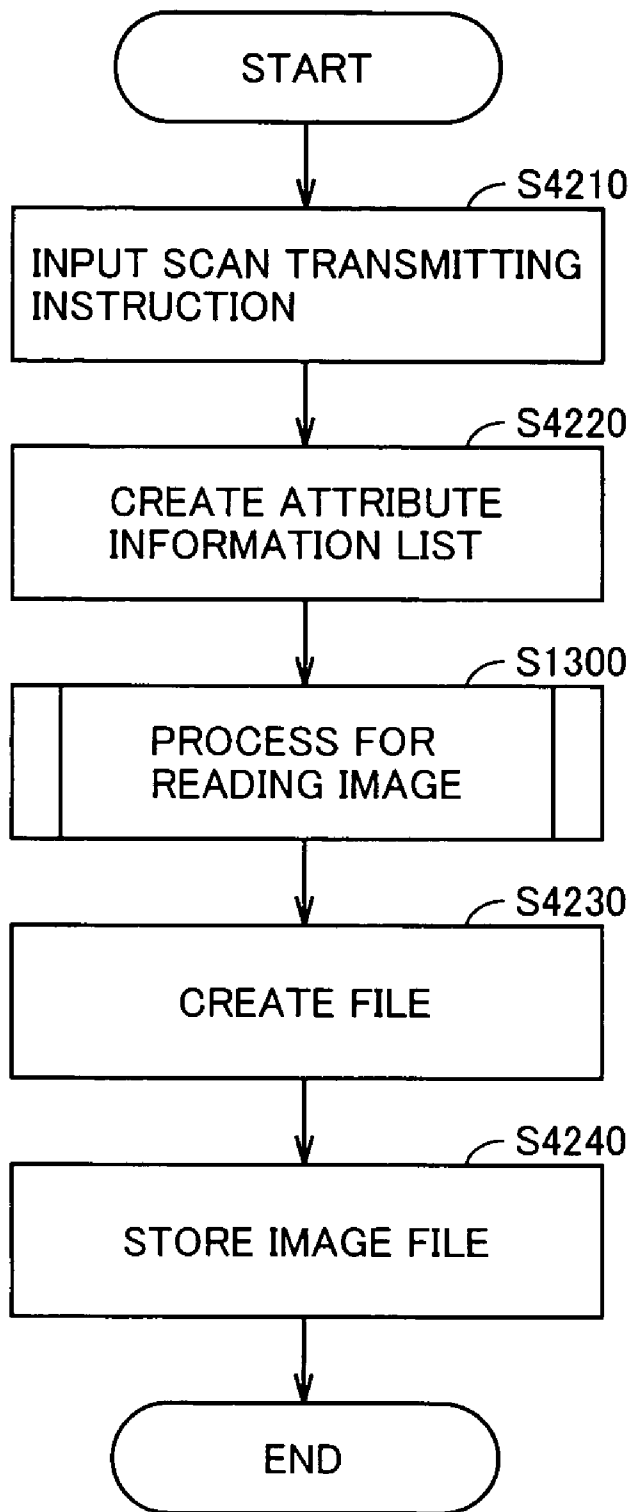 START
S4210
INPUT SCAN TRANSMITTING
INSTRUCTION
S4220
CREATE ATTRIBUTE
INFORMATION LIST
S1300
PROCESS FOR
READING IMAGE
S4230
CREATE FILE
S4240
STORE IMAGE FILE
END